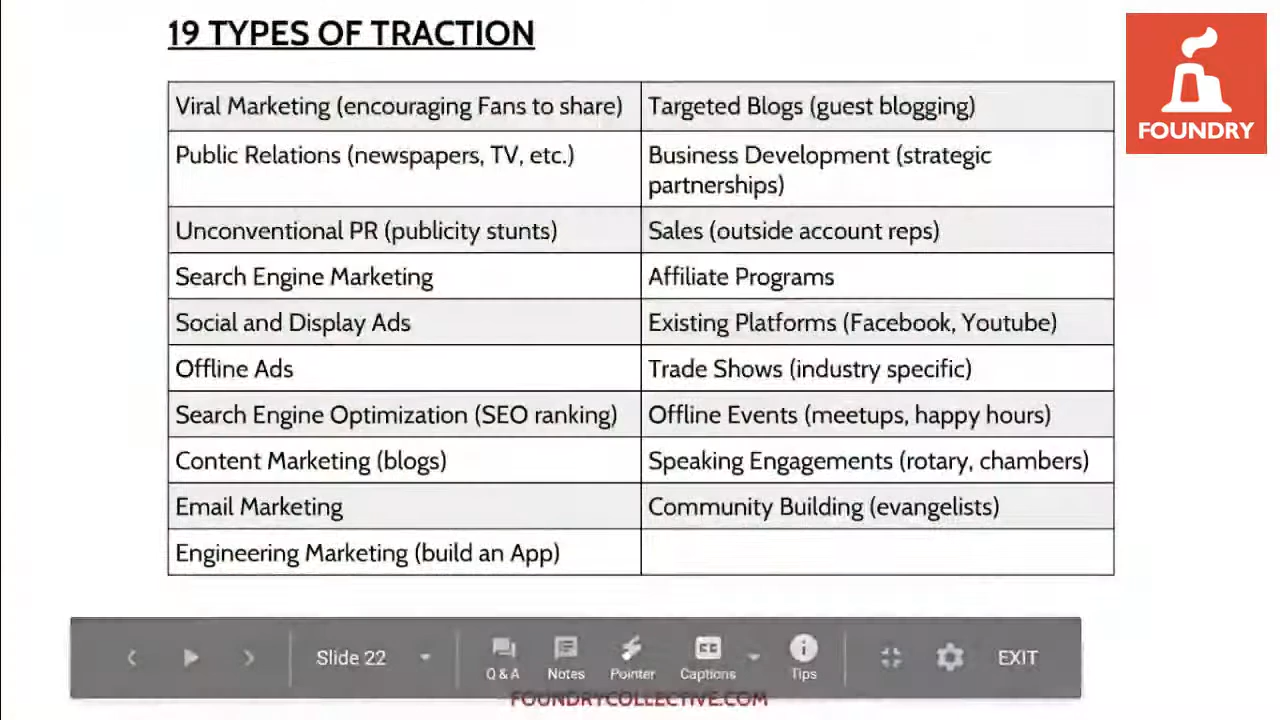 19 TYPES OF TRACTION
FOUNDRY
Viral Marketing (encouraging Fans to share)
Targeted Blogs (guest blogging)
Public Relations (newspapers, TV, etc.)
Business Development (strategic
partnerships)
Unconventional PR (publicity stunts)
Sales (outside account reps)
Search Engine Marketing
Affiliate Programs
Social and Display Ads
Existing Platforms (Facebook, Youtube)
Offline Ads
Trade Shows (industry specific)
Search Engine Optimization (SEO ranking)
Offline Events (meetups, happy hours)
Content Marketing (blogs)
Speaking Engagements (rotary, chambers)
Email Marketing
Community Building (evangelists)
Engineering Marketing (build an App)
Slide 22
Q & A
Notes
Pointer
CC
Captions
Tips
EXIT
FOUNDRYCOLLECTIVE.COM